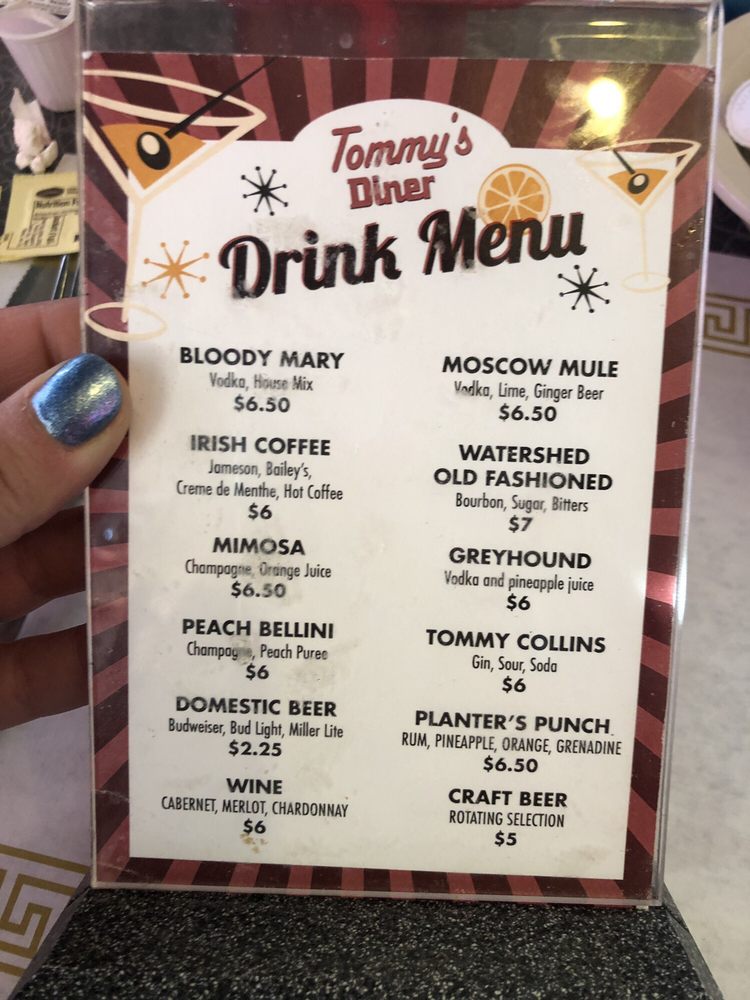 Tommy's
Diner
Drink Menu
BLOODY MARY
Vodka, House Mix
$6.50
IRISH COFFEE
Jameson, Bailey's,
Creme de Menthe, Hot Coffee
$6
MIMOSA
Champagne, Orange Juice
$6.50
PEACH BELLINI
Champagne, Peach Puree
$6
DOMESTIC BEER
Budweiser, Bud Light, Miller Lite
$2.25
WINE
CABERNET, MERLOT, CHARDONNAY
$6
MOSCOW MULE
Vodka, Lime, Ginger Beer
$6.50
WATERSHED
OLD FASHIONED
Bourbon, Sugar, Bitters
$7
GREYHOUND
Vodka and pineapple juice
$6
TOMMY COLLINS
Gin, Sour, Soda
$6
PLANTER'S PUNCH
RUM, PINEAPPLE, ORANGE, GRENADINE
$6.50
CRAFT BEER
ROTATING SELECTION
$5
Nutrition